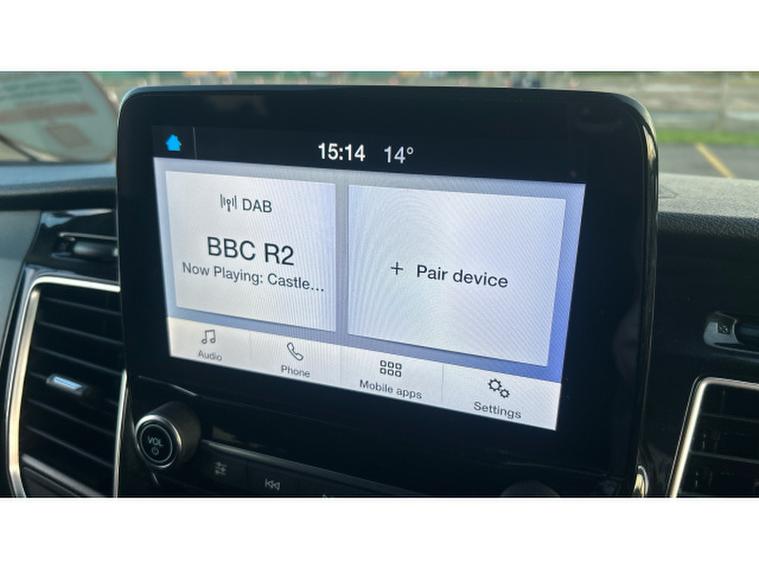 15:14 14°
DAB
BBC R2
Now Playing: Castle...
+ Pair device
Audio
Phone
Mobile apps
Settings
VOL